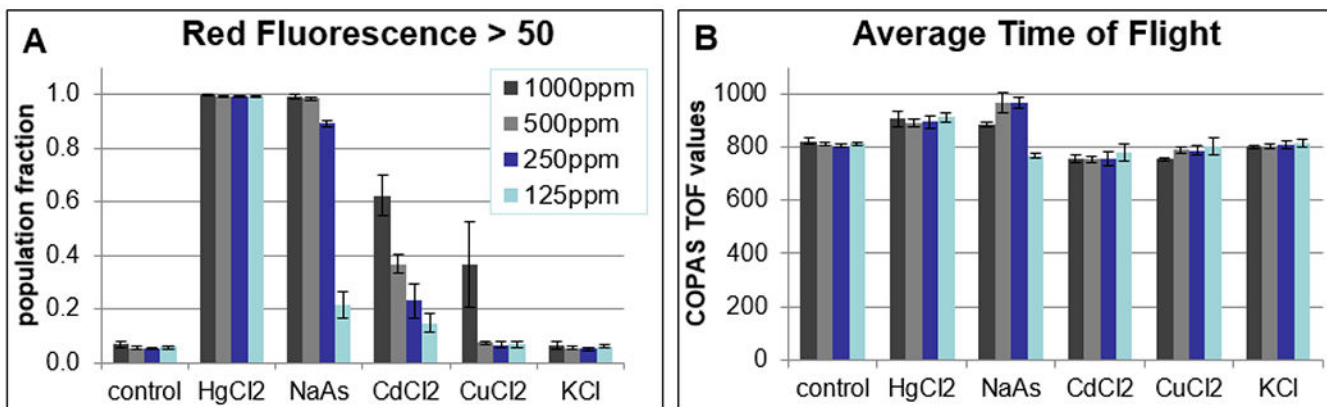 A
Red Fluorescence > 50
population fraction
1.0
0.8
0.6
0.4
0.2
0.0
1000ppm
500ppm
250ppm
125ppm
control HgCl2 NaAs CdCl2 CuCl2 KCl
B
Average Time of Flight
COPAS TOF values
1000
800
600
400
200
0
control HgCl2 NaAs CdCl2 CuCl2 KCl